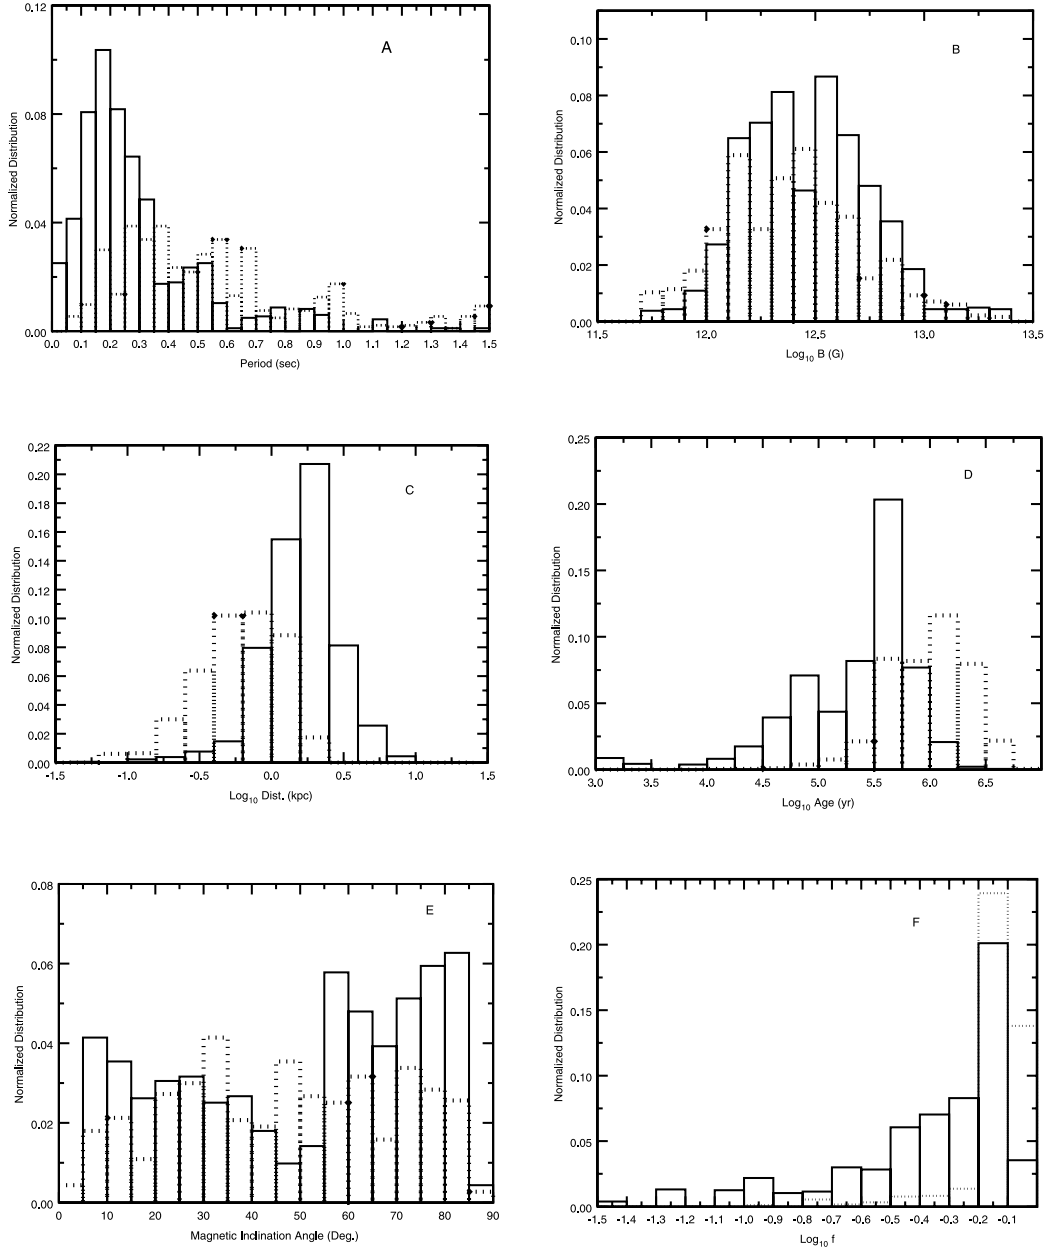 A
0.12
0.08
0.04
0.00
Normalized Distribution
0.0 0.1 0.2 0.3 0.4 0.5 0.6 0.7 0.8 0.9 1.0 1.1 1.2 1.3 1.4 1.5
Period (sec)
B
0.10
0.08
0.06
0.04
0.02
0.00
Normalized Distribution
11.5 12.0 12.5 13.0 13.5
Log10 B (G)
C
0.22
0.20
0.18
0.16
0.14
0.12
0.10
0.08
0.06
0.04
0.02
0.00
Normalized Distribution
-1.5 -1.0 -0.5 0.0 0.5 1.0 1.5
Log10 Dist. (kpc)
D
0.25
0.20
0.15
0.10
0.05
0.00
Normalized Distribution
3.0 3.5 4.0 4.5 5.0 5.5 6.0 6.5
Log10 Age (yr)
E
0.08
0.06
0.04
0.02
0.00
Normalized Distribution
0 10 20 30 40 50 60 70 80 90
Magnetic Inclination Angle (Deg.)
F
0.25
0.20
0.15
0.10
0.05
0.00
Normalized Distribution
-1.5 -1.4 -1.3 -1.2 -1.1 -1.0 -0.9 -0.8 -0.7 -0.6 -0.5 -0.4 -0.3 -0.2 -0.1
Log10 f